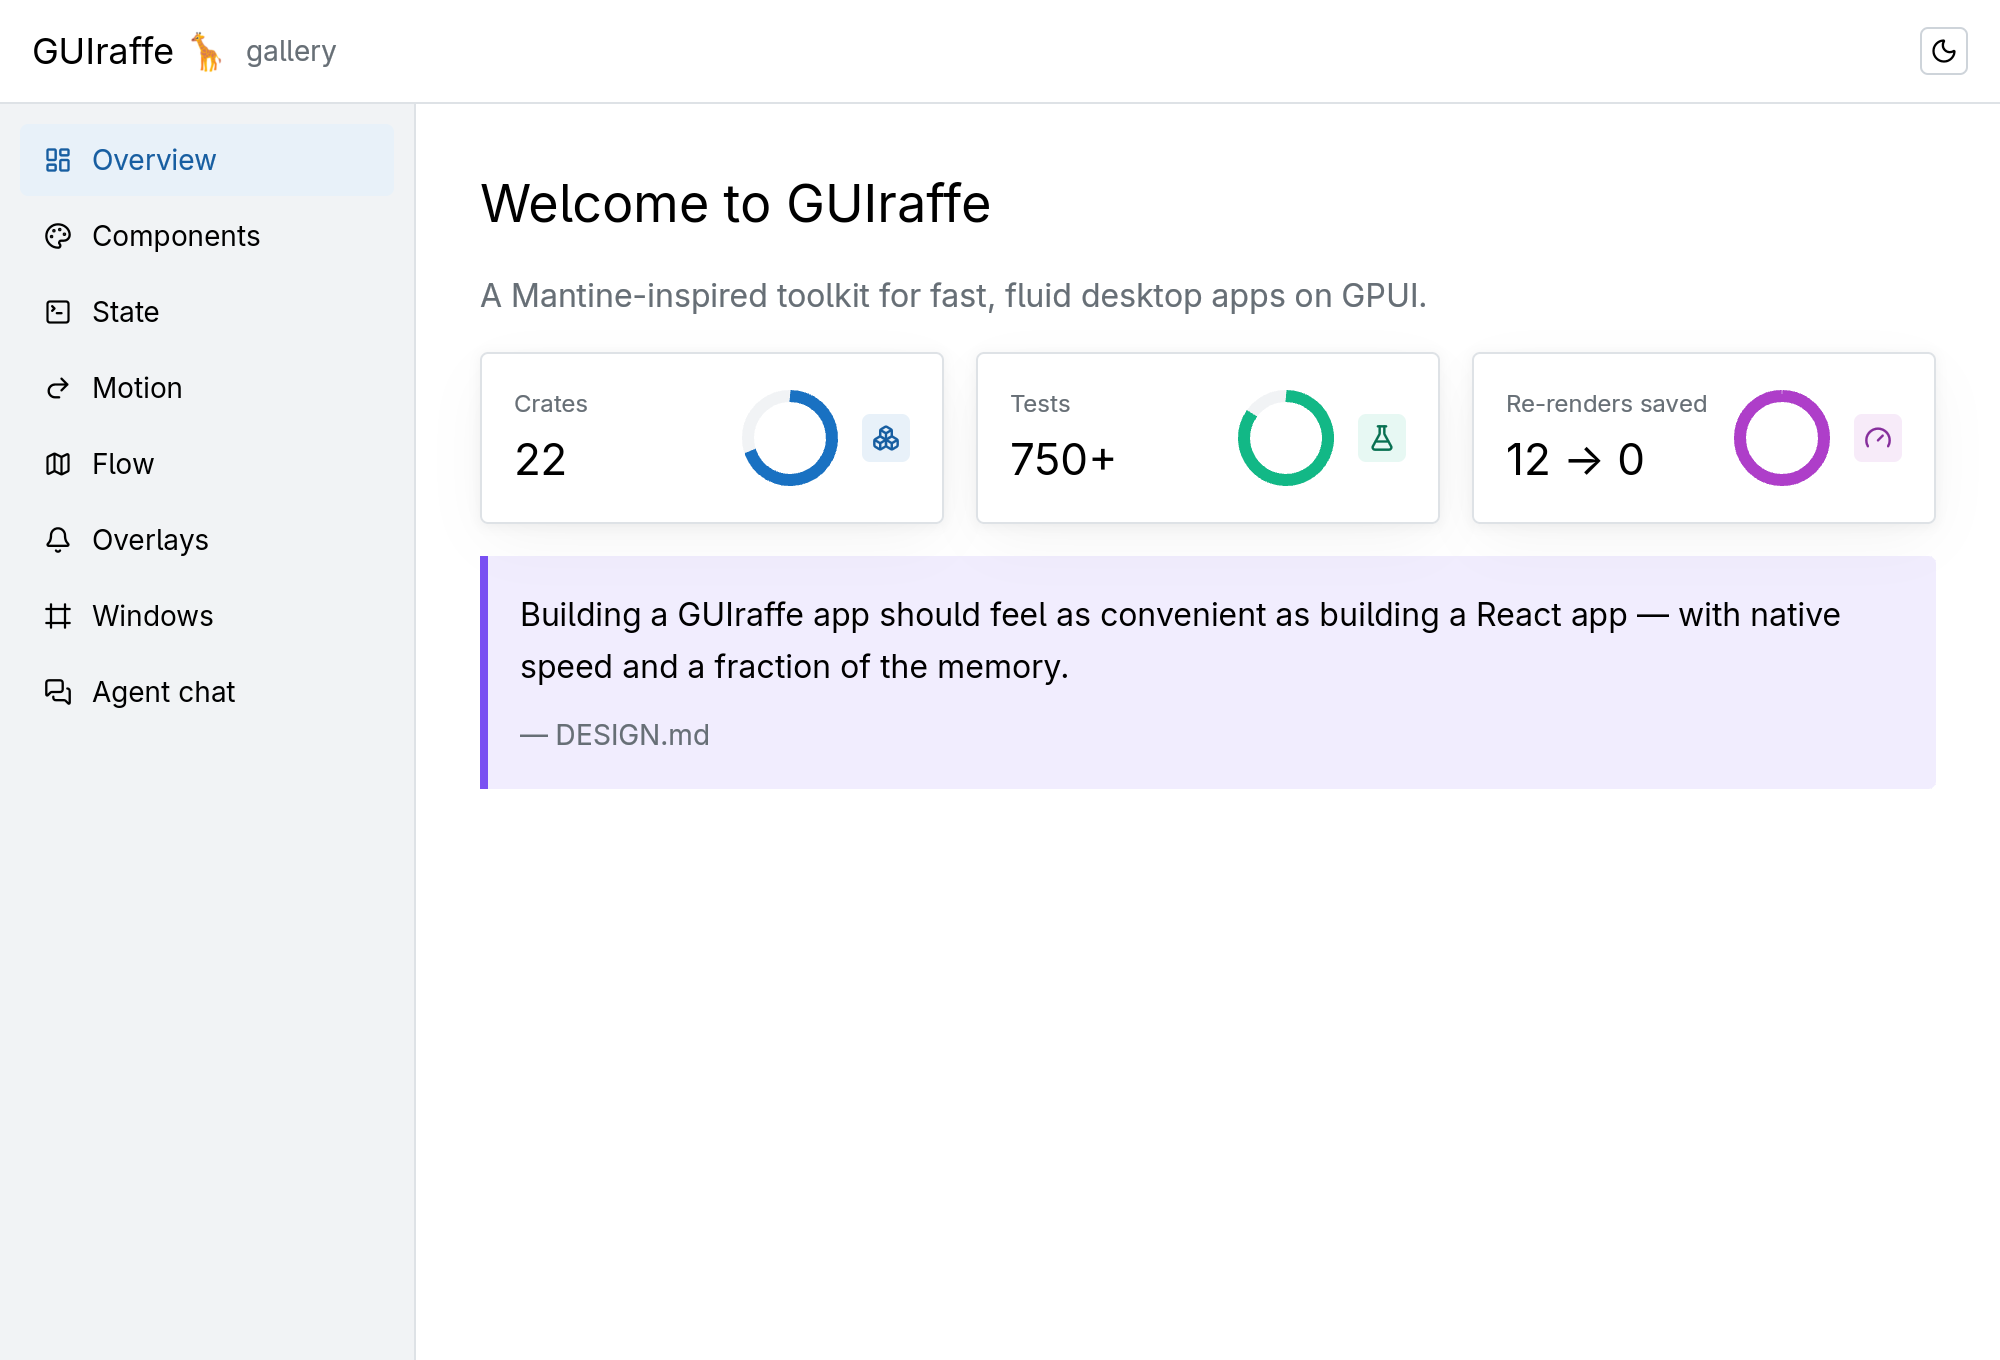 GUIraffe 🦒 gallery
Overview
Components
State
Motion
Flow
Overlays
Windows
Agent chat
Welcome to GUIraffe
A Mantine-inspired toolkit for fast, fluid desktop apps on GPUI.
Crates
22
Tests
750+
Re-renders saved
12 → 0
Building a GUIraffe app should feel as convenient as building a React app — with native
speed and a fraction of the memory.
— DESIGN.md